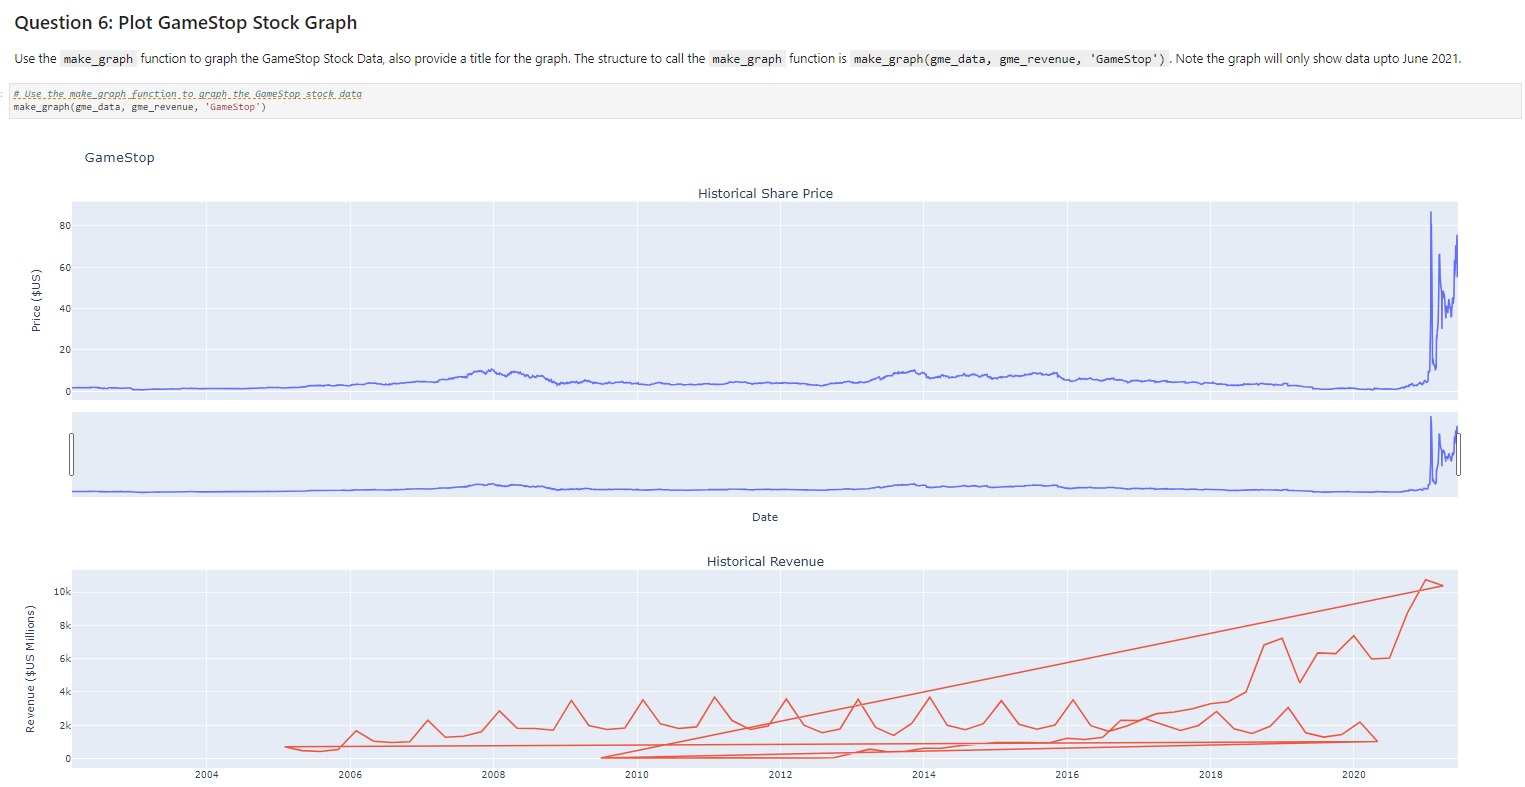 Question 6: Plot GameStop Stock Graph
Use the make_graph function to graph the GameStop Stock Data, also provide a title for the graph. The structure to call the make_graph function is make_graph(gme_data, gme_revenue, 'GameStop') . Note the graph will only show data upto June 2021.
:
# Use the make_graph function to graph the GameStop stock data
make_graph(gme_data, gme_revenue, 'GameStop')
GameStop
Historical Share Price
Price ($US)
80
60
40
20
0
Date
Historical Revenue
Revenue ($US Millions)
10k
8k
6k
4k
2k
0
2004 2006 2008 2010 2012 2014 2016 2018 2020